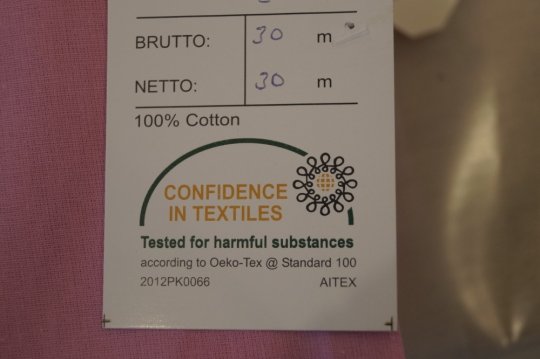 BRUTTO: 30 m
NETTO: 30 m
100% Cotton
CONFIDENCE
IN TEXTILES
Tested for harmful substances
according to Oeko-Tex @ Standard 100
2012PK0066 AITEX